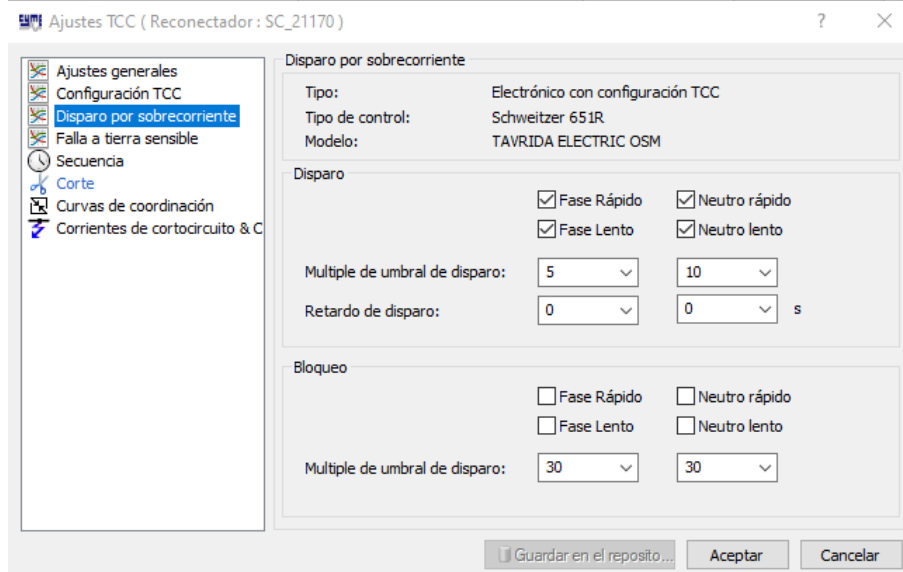 CYME Ajustes TCC ( Reconectador : SC_21170 ) ? ×
Ajustes generales
Configuración TCC
Disparo por sobrecorriente
Falla a tierra sensible
Secuencia
Corte
Curvas de coordinación
Corrientes de cortocircuito & C
Disparo por sobrecorriente
Tipo: Electrónico con configuración TCC
Tipo de control: Schweitzer 651R
Modelo: TAVRIDA ELECTRIC OSM
Disparo
Fase Rápido Neutro rápido
Fase Lento Neutro lento
Multiple de umbral de disparo: 5 10
Retardo de disparo: 0 0 s
Bloqueo
Fase Rápido Neutro rápido
Fase Lento Neutro lento
Multiple de umbral de disparo: 30 30
Guardar en el reposito... Aceptar Cancelar